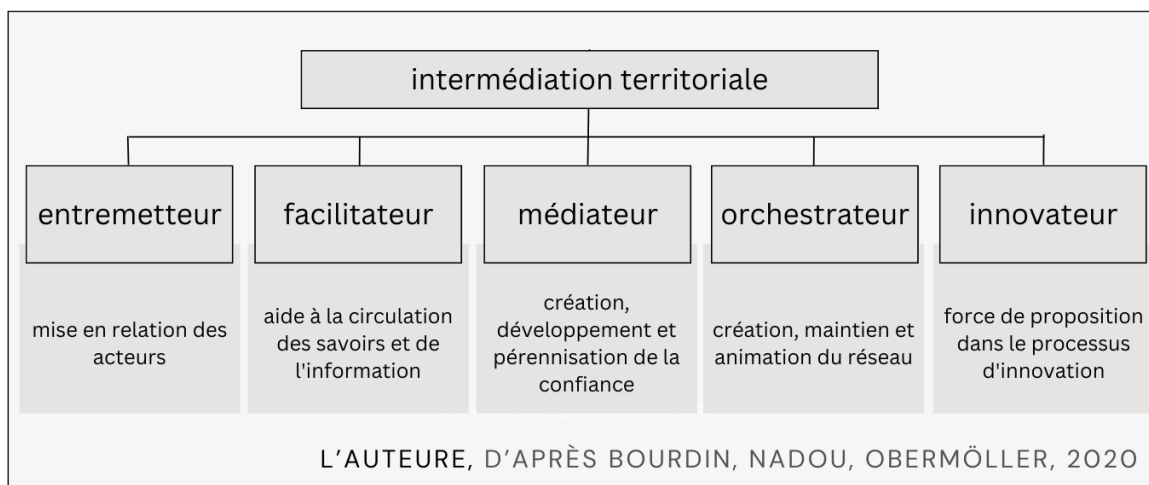 intermédiation territoriale
entremetteur
facilitateur
médiateur
orchestrateur
innovateur
mise en relation des
acteurs
aide à la circulation
des savoirs et de
l'information
création,
développement et
pérennisation de la
confiance
création, maintien et
animation du réseau
force de proposition
dans le processus
d'innovation
L'AUTEURE, D'APRÈS BOURDIN, NADOU, OBERMÖLLER, 2020